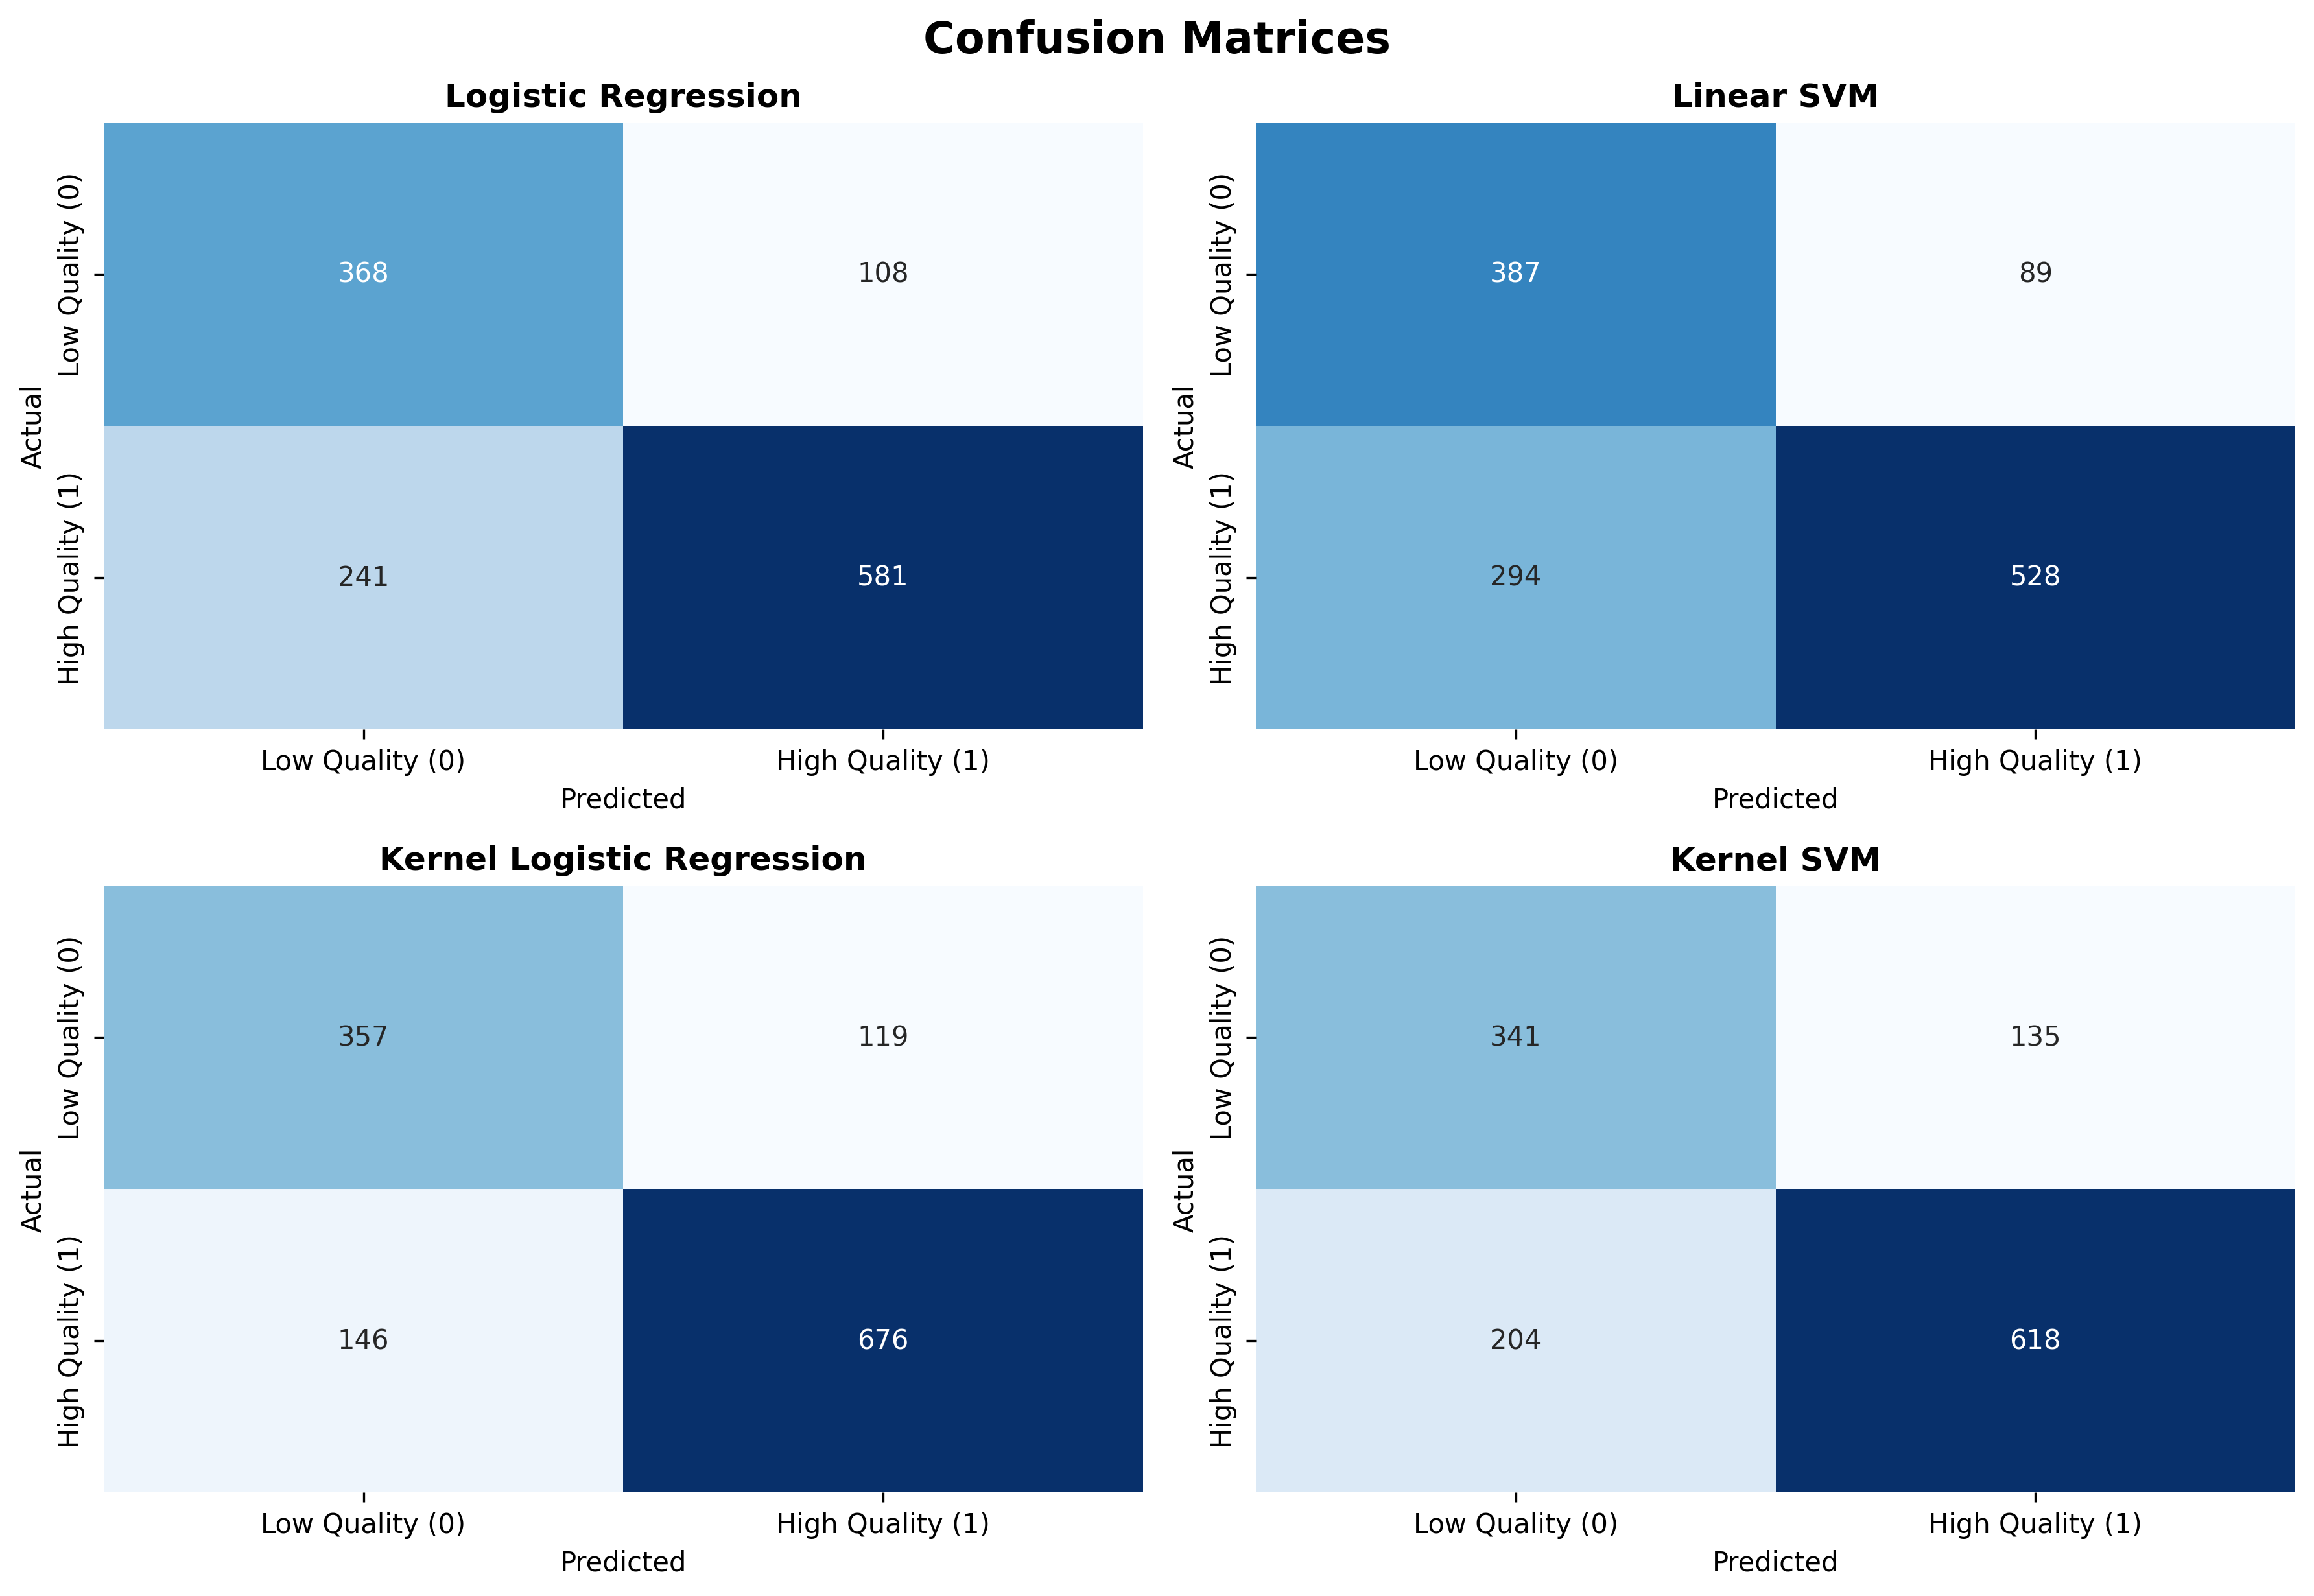 Confusion Matrices
Logistic Regression
Actual
Low Quality (0)
368
108
High Quality (1)
241
581
Low Quality (0)
High Quality (1)
Predicted
Linear SVM
Actual
Low Quality (0)
387
89
High Quality (1)
294
528
Low Quality (0)
High Quality (1)
Predicted
Kernel Logistic Regression
Actual
Low Quality (0)
357
119
High Quality (1)
146
676
Low Quality (0)
High Quality (1)
Predicted
Kernel SVM
Actual
Low Quality (0)
341
135
High Quality (1)
204
618
Low Quality (0)
High Quality (1)
Predicted